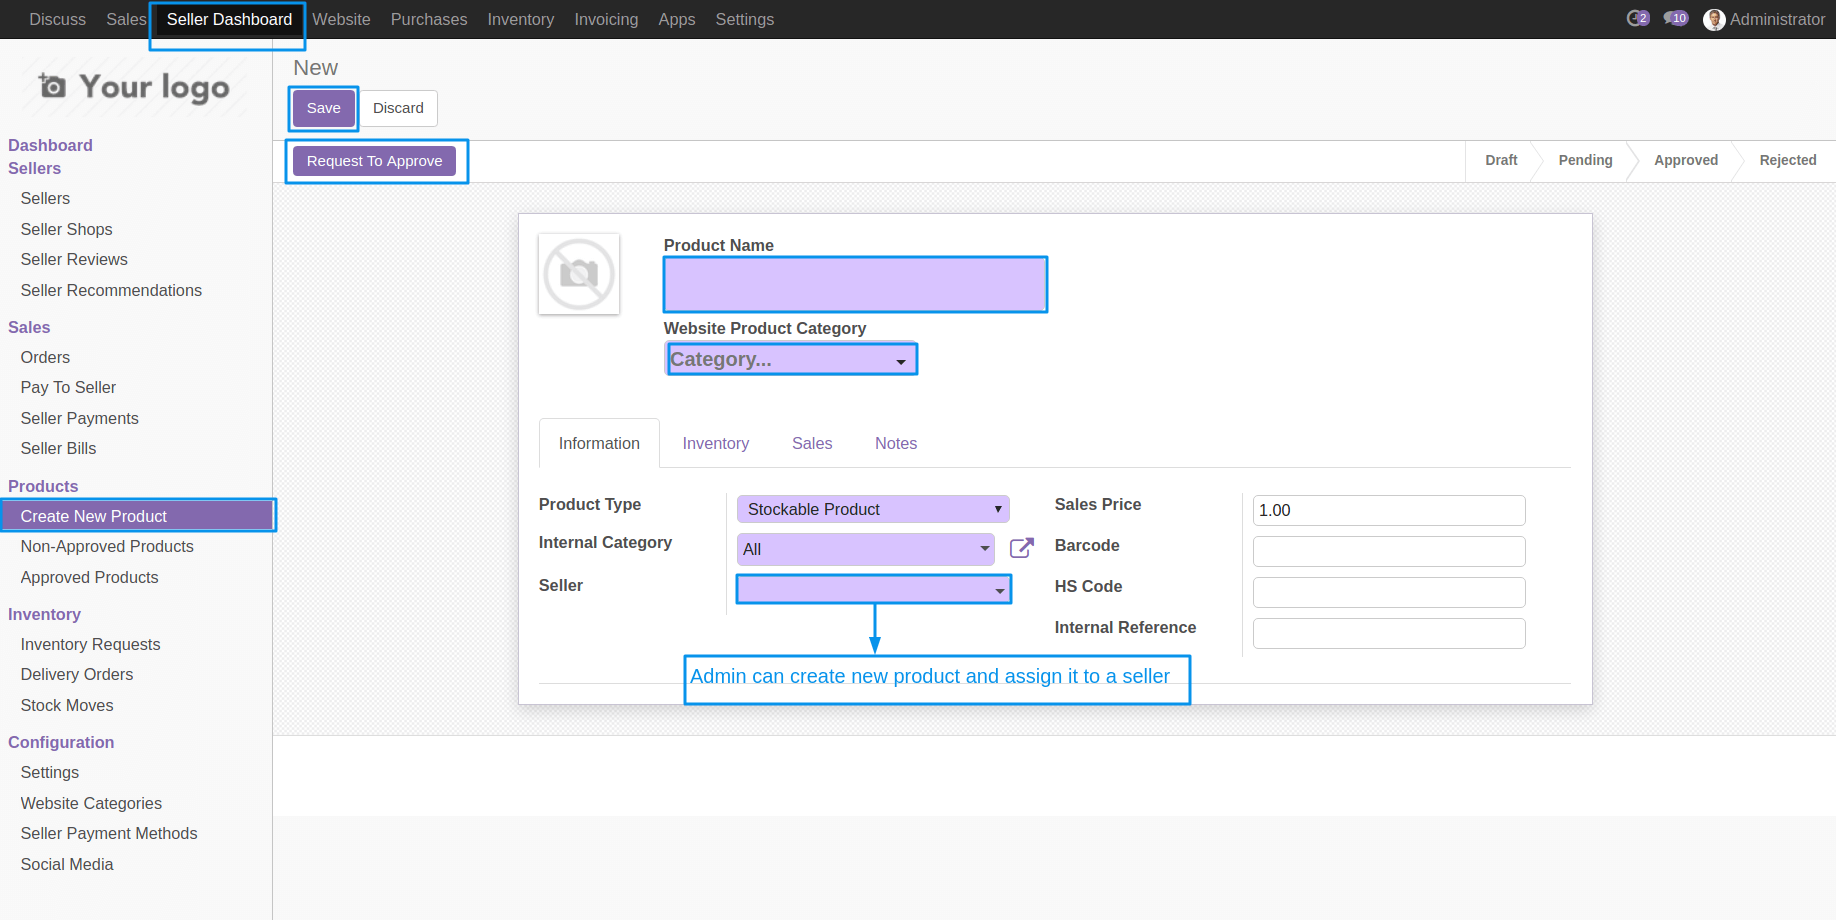 Discuss Sales Seller Dashboard Website Purchases Inventory Invoicing Apps Settings 2 10 Administrator
Your logo
New
Save Discard
Request To Approve
Draft Pending Approved Rejected
Dashboard
Sellers
Sellers
Seller Shops
Seller Reviews
Seller Recommendations
Sales
Orders
Pay To Seller
Seller Payments
Seller Bills
Products
Create New Product
Non-Approved Products
Approved Products
Inventory
Inventory Requests
Delivery Orders
Stock Moves
Configuration
Settings
Website Categories
Seller Payment Methods
Social Media
Product Name
Website Product Category
Category...
Information Inventory Sales Notes
Product Type Stockable Product
Internal Category All
Seller
Sales Price 1.00
Barcode
HS Code
Internal Reference
Admin can create new product and assign it to a seller